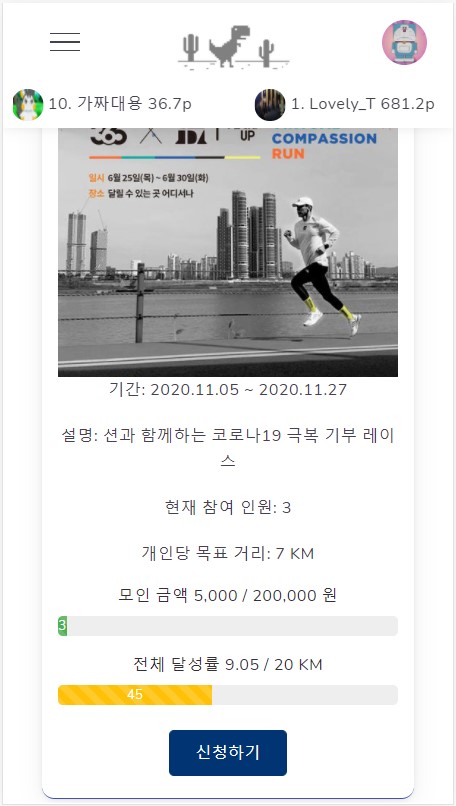 10. 가짜대용 36.7p
1. Lovely_T 681.2p
365 X JDA | UP
COMPASSION
RUN
일시 6월 25일(목) ~ 6월 30일(화)
장소 달릴 수 있는 곳 어디서나
기간: 2020.11.05 ~ 2020.11.27
설명: 션과 함께하는 코로나19 극복 기부 레이
스
현재 참여 인원: 3
개인당 목표 거리: 7 KM
모인 금액 5,000 / 200,000 원
3
전체 달성률 9.05 / 20 KM
45
신청하기